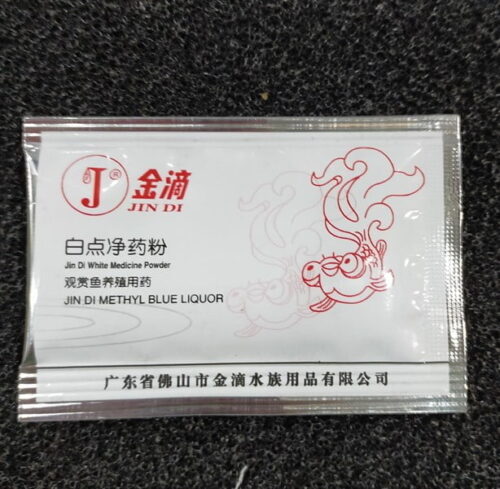 J®
金滴
JIN DI
白点净药粉
Jin Di White Medicine Powder
观赏鱼养殖用药
JIN DI METHYL BLUE LIQUOR
广东省佛山市金滴水族用品有限公司